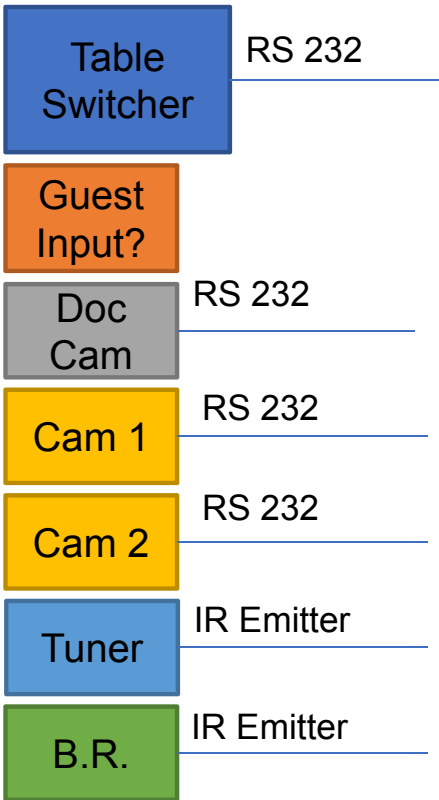 Table
Switcher
RS 232
Guest
Input?
Doc
Cam
RS 232
Cam 1
RS 232
Cam 2
RS 232
Tuner
IR Emitter
B.R.
IR Emitter